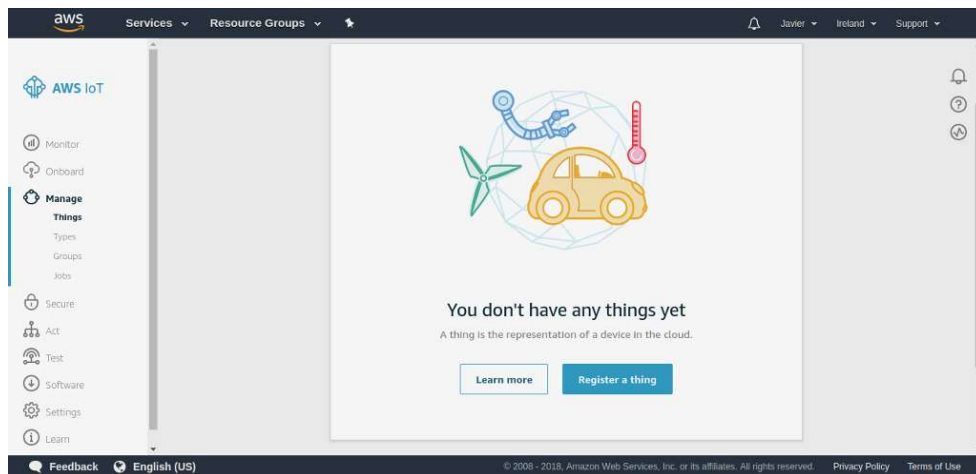 aws Services Resource Groups Javier Ireland Support
AWS IoT
Monitor
Onboard
Manage
Things
Types
Groups
Jobs
Secure
Act
Test
Software
Settings
Learn
You don't have any things yet
A thing is the representation of a device in the cloud.
Learn more Register a thing
Feedback English (US) © 2008 - 2018, Amazon Web Services, Inc. or its affiliates. All rights reserved. Privacy Policy Terms of Use